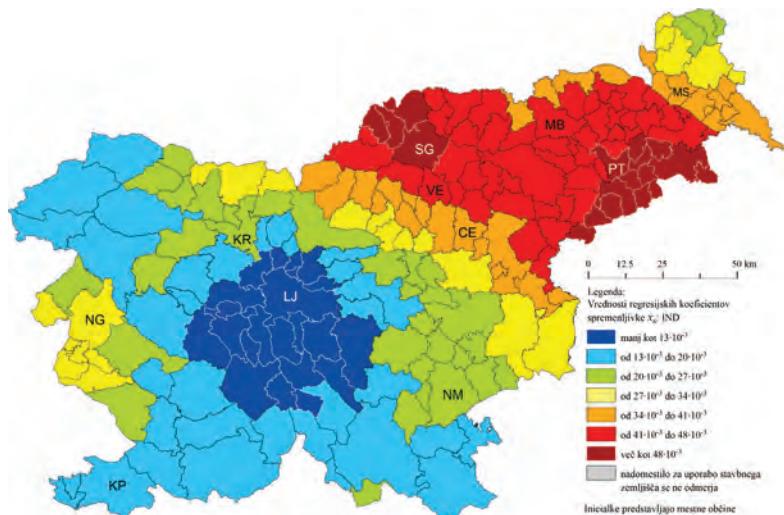 MS
MB
SG
PT
VE
CE
KR
LJ
NG
NM
KP
0 12.5 25 50 km
Legenda:
Vrednosti regresijskih koeficientov
spremenljivke x₆: IND
manj kot 13·10⁻³
od 13·10⁻³ do 20·10⁻³
od 20·10⁻³ do 27·10⁻³
od 27·10⁻³ do 34·10⁻³
od 34·10⁻³ do 41·10⁻³
od 41·10⁻³ do 48·10⁻³
več kot 48·10⁻³
nadomestilo za uporabo stavbnega
zemljišča se ne odmerja
Inicialke predstavljajo mestne občine